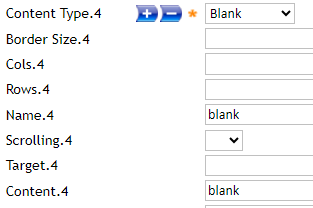 Content Type.4 Blank
Border Size.4
Cols.4
Rows.4
Name.4 blank
Scrolling.4
Target.4
Content.4 blank